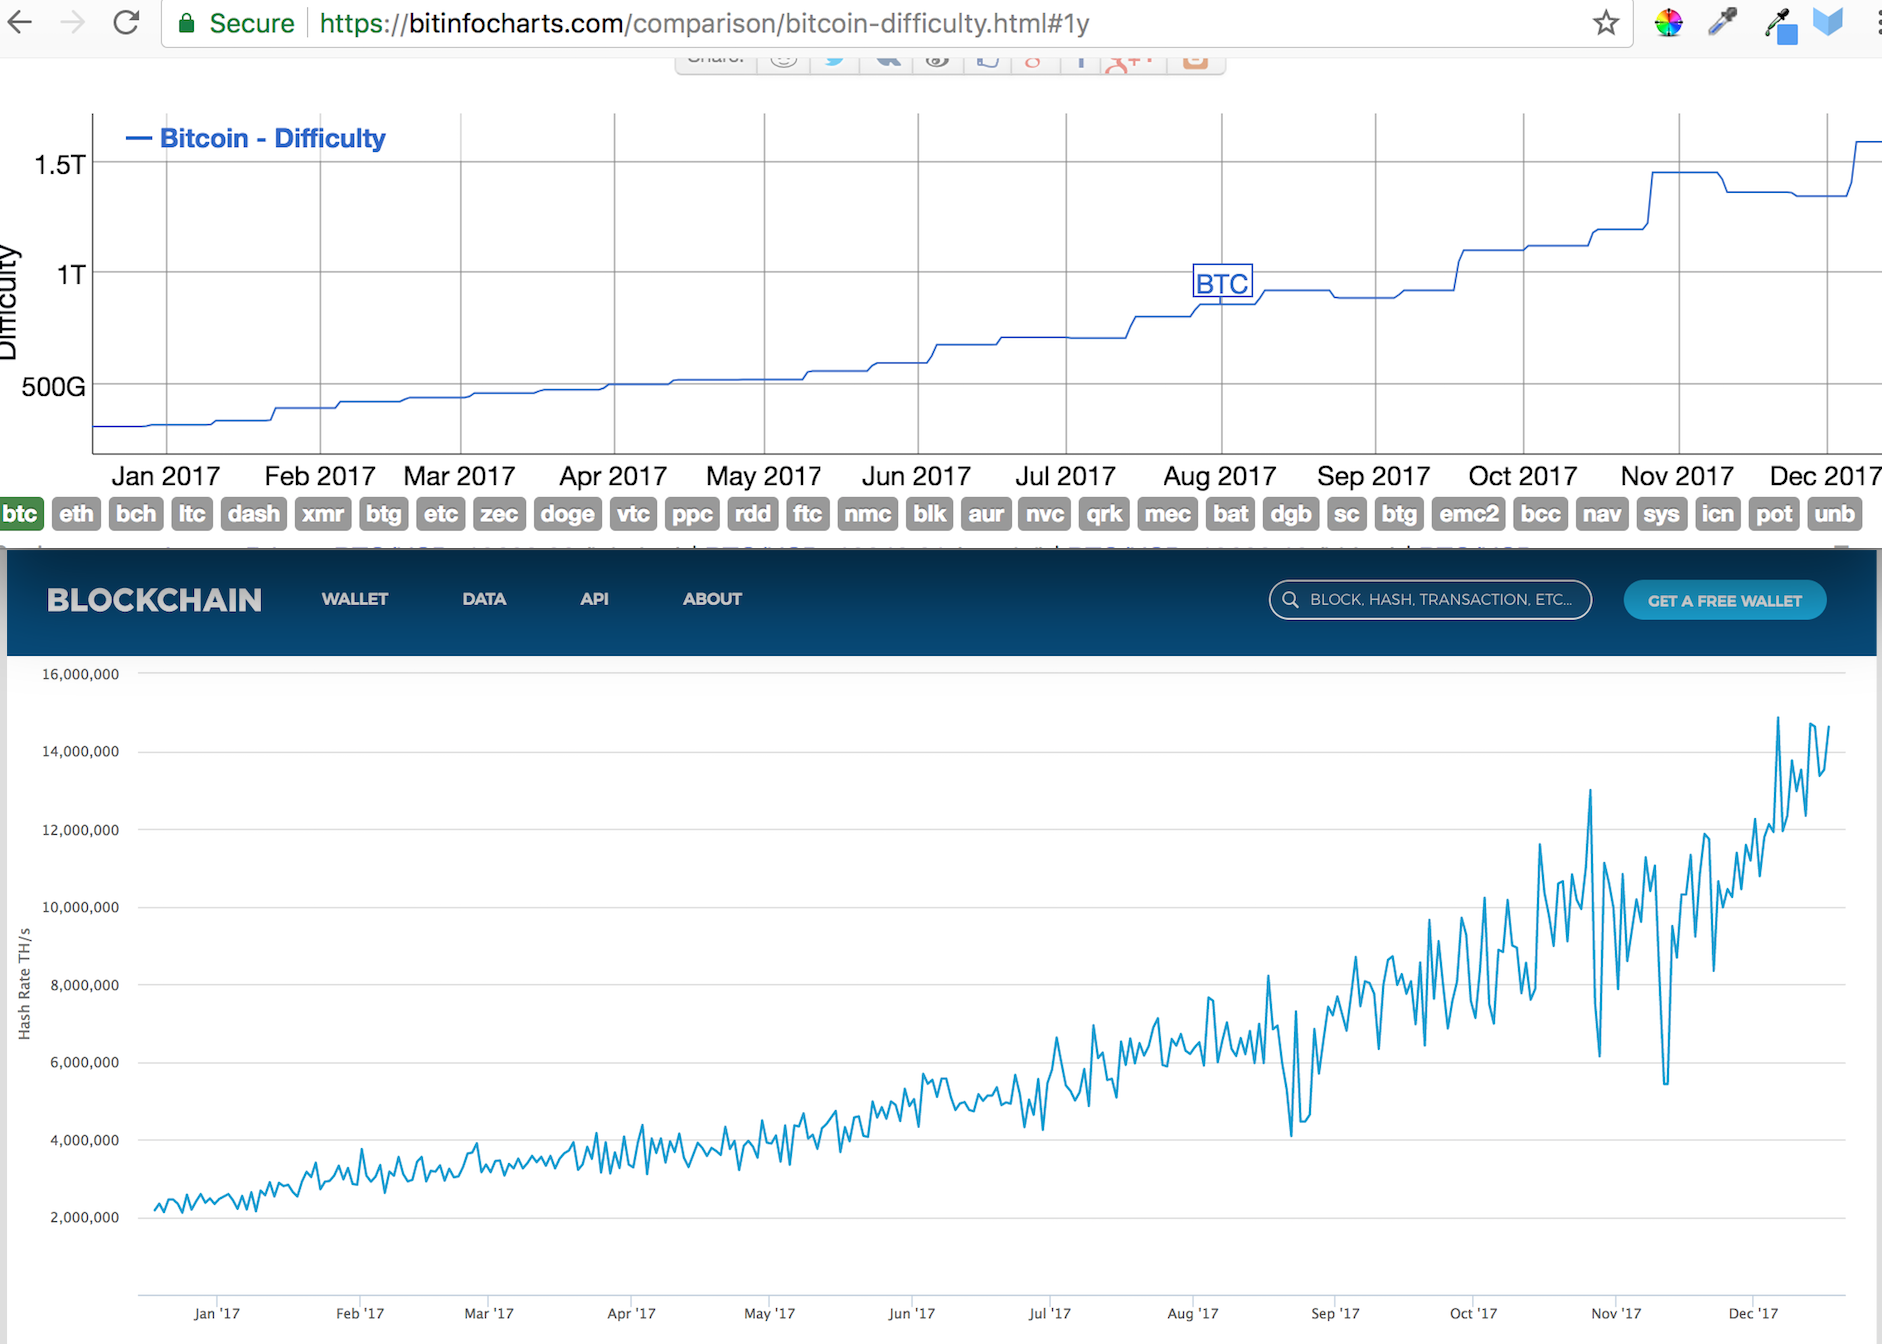 Secure https://bitinfocharts.com/comparison/bitcoin-difficulty.html#1y
Share:
Bitcoin - Difficulty
1.5T
1T
500G
Difficulty
BTC
Jan 2017 Feb 2017 Mar 2017 Apr 2017 May 2017 Jun 2017 Jul 2017 Aug 2017 Sep 2017 Oct 2017 Nov 2017 Dec 2017
btc eth bch ltc dash xmr btg etc zec doge vtc ppc rdd ftc nmc blk aur nvc qrk mec bat dgb sc btg emc2 bcc nav sys icn pot unb
BLOCKCHAIN WALLET DATA API ABOUT BLOCK, HASH, TRANSACTION, ETC... GET A FREE WALLET
16,000,000
14,000,000
12,000,000
10,000,000
8,000,000
6,000,000
4,000,000
2,000,000
Hash Rate TH/s
Jan '17 Feb '17 Mar '17 Apr '17 May '17 Jun '17 Jul '17 Aug '17 Sep '17 Oct '17 Nov '17 Dec '17